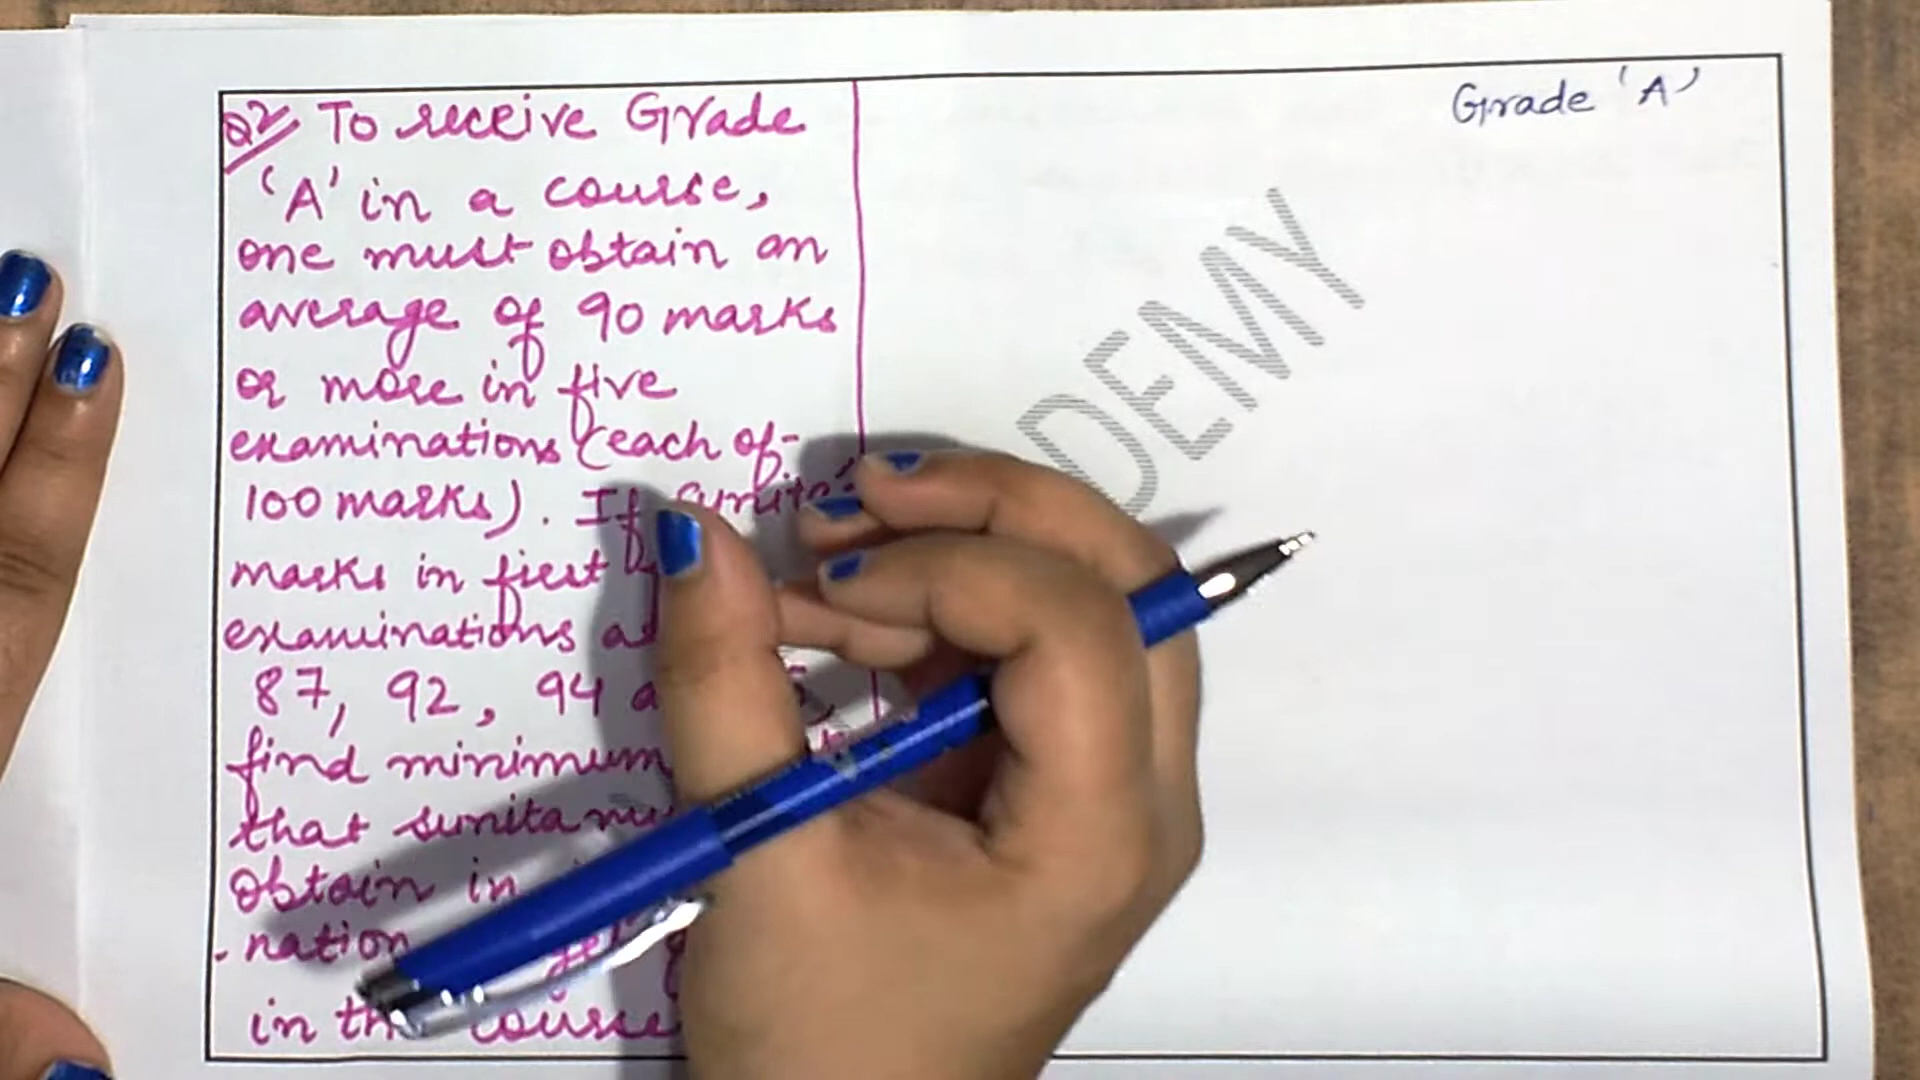 Q2 To receive Grade
'A' in a course,
one must obtain an
average of 90 marks
or more in five
examinations (each of
100 marks). If
marks in first
examinations
87, 92, 94
find minimum
that sunita
obtain in
nation
in the course
Grade 'A'
DEMY